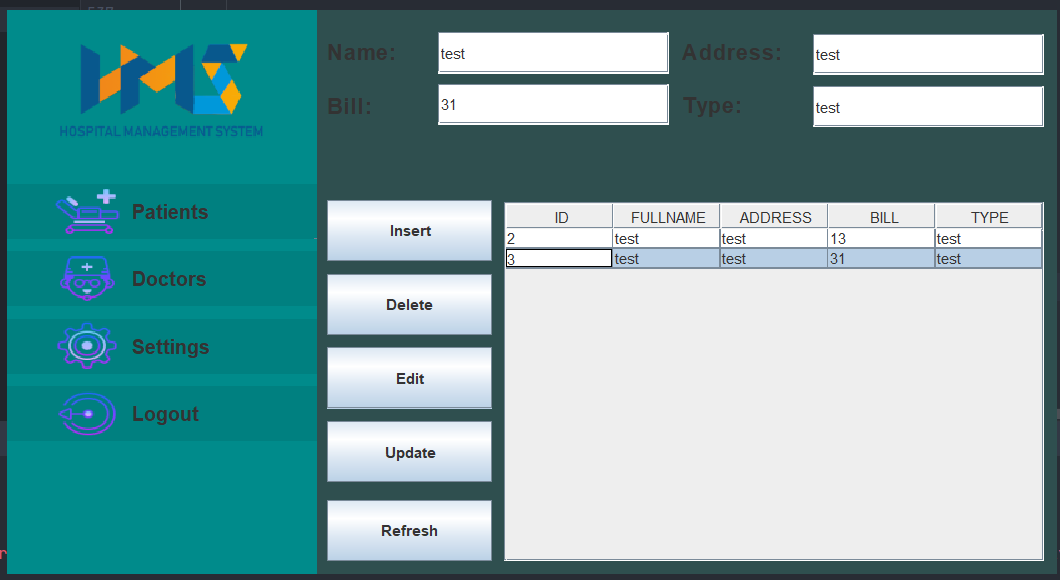 HMS
HOSPITAL MANAGEMENT SYSTEM
Patients
Doctors
Settings
Logout
Name: test Address: test
Bill: 31 Type: test
Insert
Delete
Edit
Update
Refresh
ID FULLNAME ADDRESS BILL TYPE
2 test test 13 test
3 test test 31 test